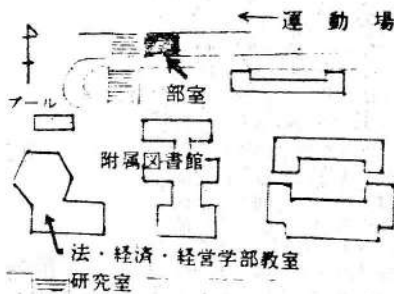 ← 運動場
部室
プール
附属図書館
法・経済・経営学部教室
研究室